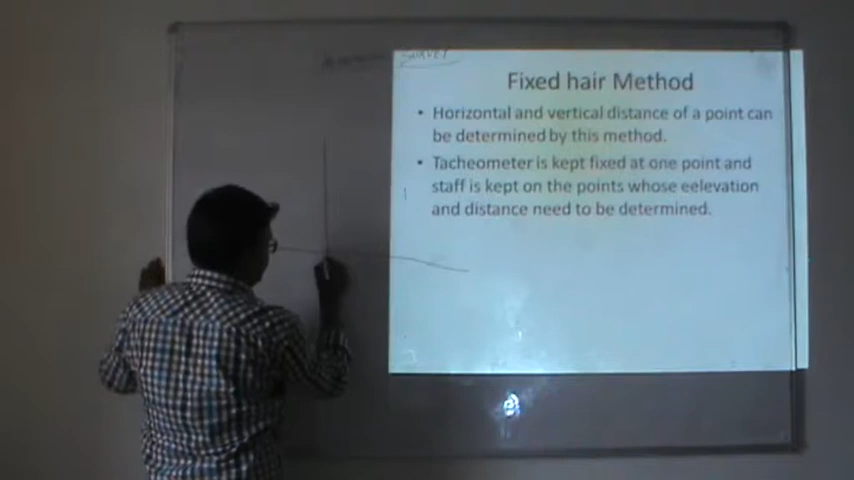 SURVEY
Fixed hair Method
• Horizontal and vertical distance of a point can
be determined by this method.
• Tacheometer is kept fixed at one point and
staff is kept on the points whose eelevation
and distance need to be determined.